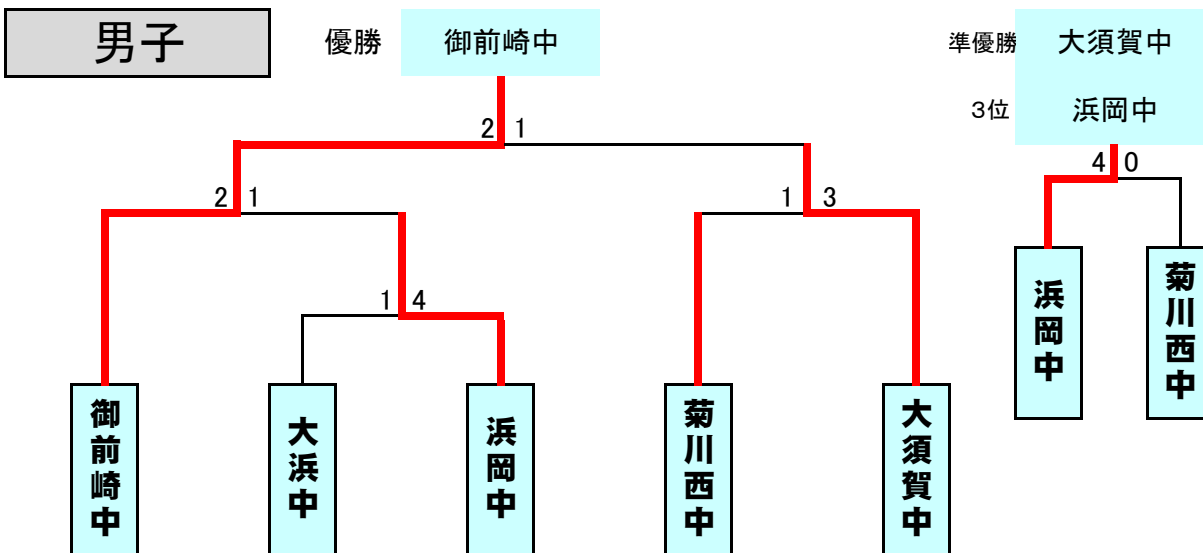 男子
優勝
御前崎中
準優勝
大須賀中
3位
浜岡中
2 1
4 0
2 1
1 3
1 4
御前崎中
大浜中
浜岡中
菊川西中
大須賀中
浜岡中
菊川西中